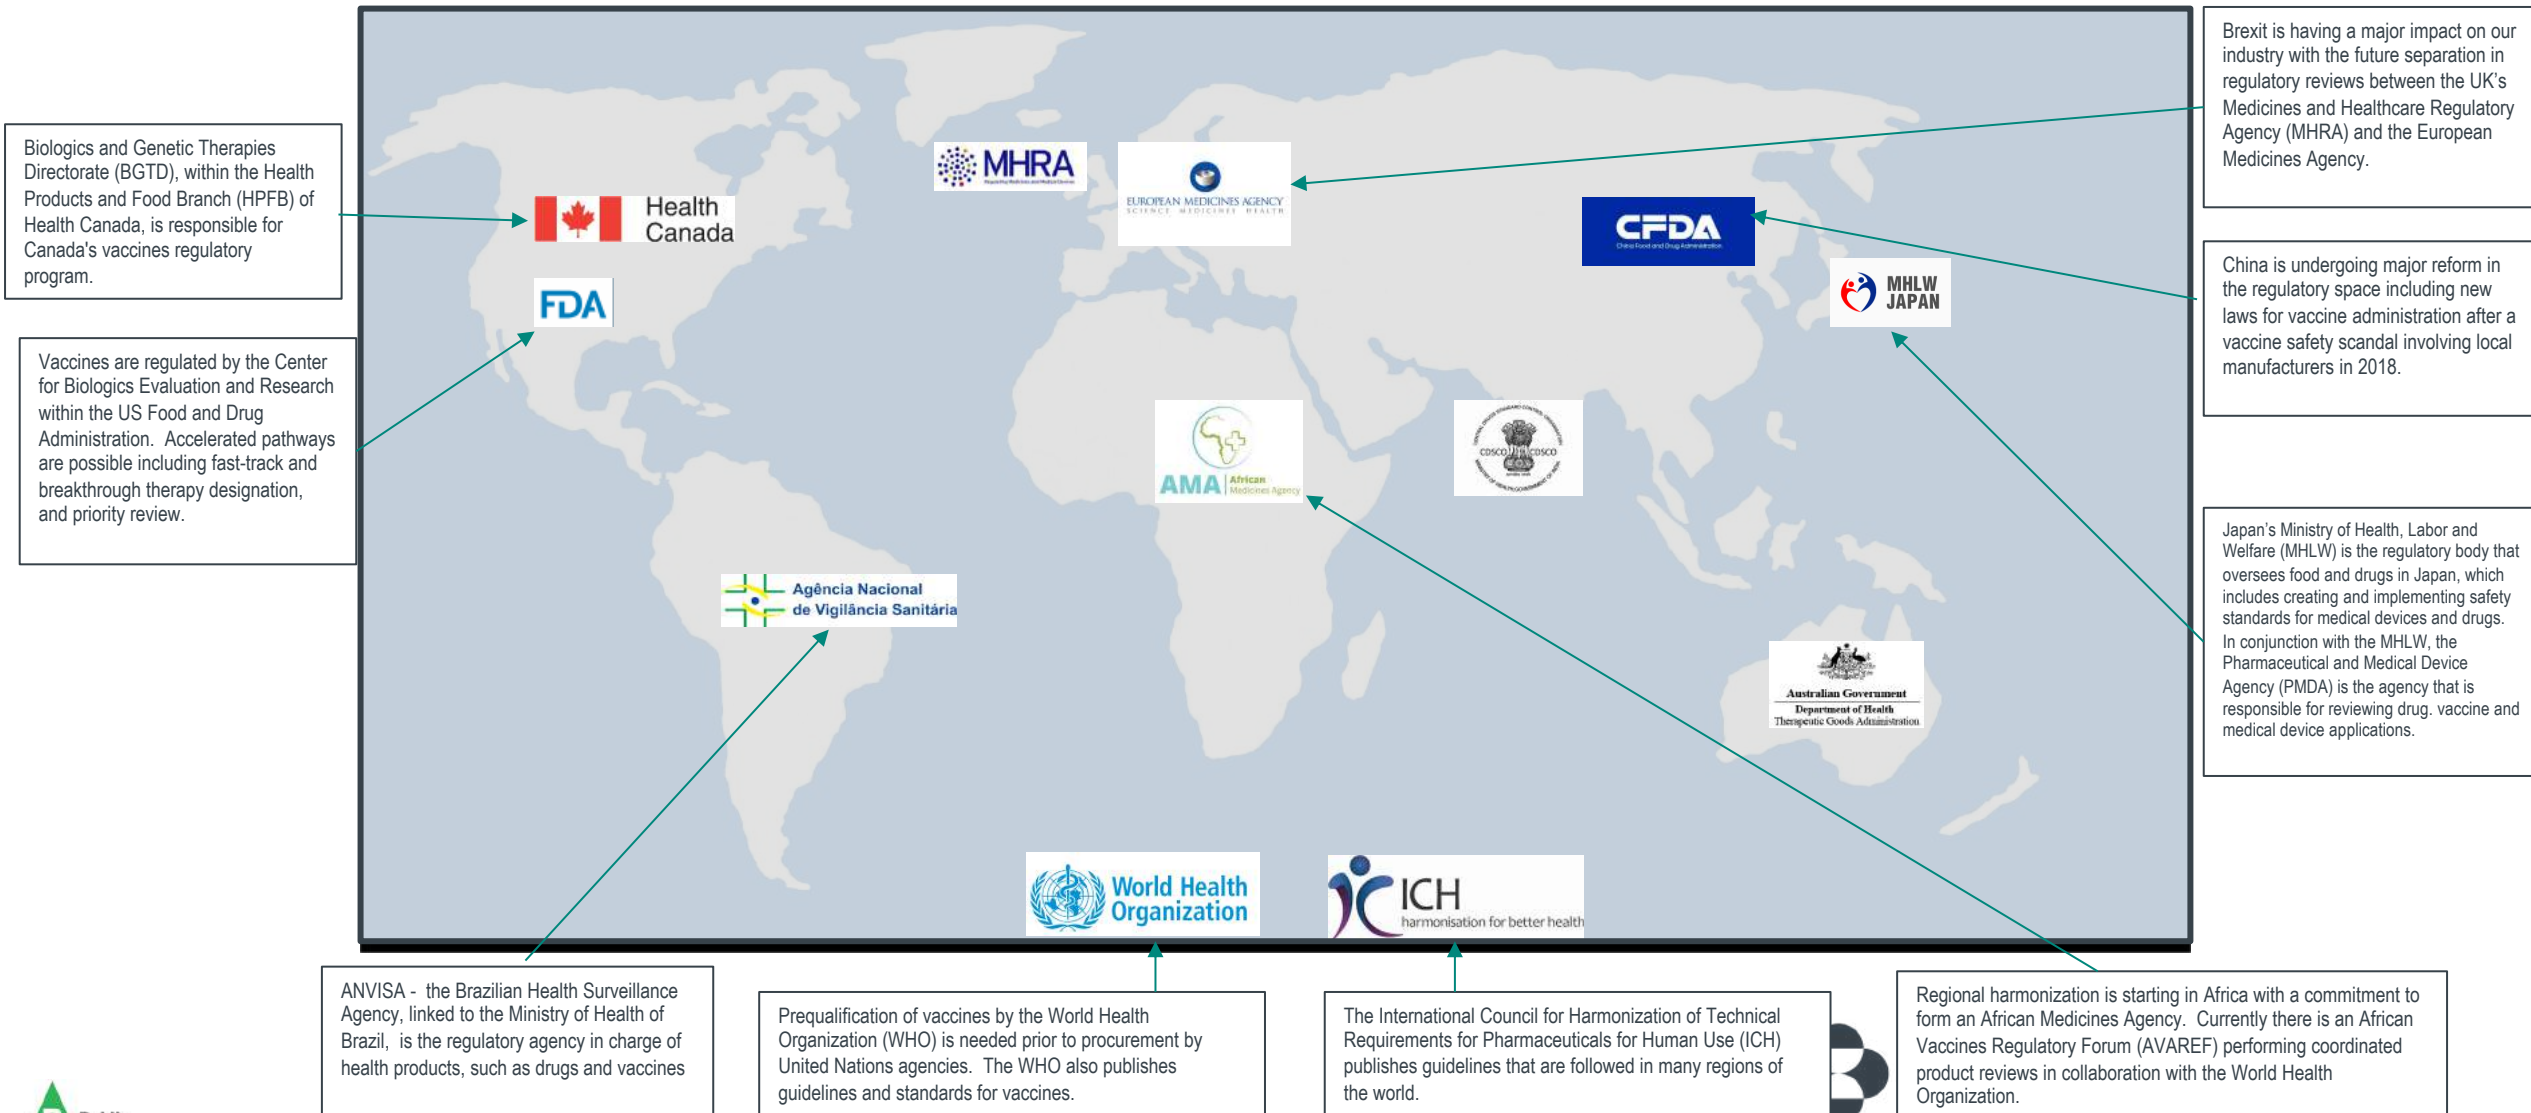 Biologics and Genetic Therapies
Directorate (BGTD), within the Health
Products and Food Branch (HPFB) of
Health Canada, is responsible for
Canada's vaccines regulatory
program.
Vaccines are regulated by the Center
for Biologics Evaluation and Research
within the US Food and Drug
Administration.  Accelerated pathways
are possible including fast-track and
breakthrough therapy designation,
and priority review.
Health
Canada
FDA
MHRA
EUROPEAN MEDICINES AGENCY
SCIENCE MEDICINES HEALTH
CFDA
China Food and Drug Administration
MHLW
JAPAN
AMA African
Medicines Agency
CENTRAL DRUGS STANDARD CONTROL ORGANISATION
CDSCO CDSCO
Agência Nacional
de Vigilância Sanitária
Australian Government
Department of Health
Therapeutic Goods Administration
World Health
Organization
ICH
harmonisation for better health
Brexit is having a major impact on our
industry with the future separation in
regulatory reviews between the UK's
Medicines and Healthcare Regulatory
Agency (MHRA) and the European
Medicines Agency.
China is undergoing major reform in
the regulatory space including new
laws for vaccine administration after a
vaccine safety scandal involving local
manufacturers in 2018.
Japan's Ministry of Health, Labor and
Welfare (MHLW) is the regulatory body that
oversees food and drugs in Japan, which
includes creating and implementing safety
standards for medical devices and drugs.
In conjunction with the MHLW, the
Pharmaceutical and Medical Device
Agency (PMDA) is the agency that is
responsible for reviewing drug. vaccine and
medical device applications.
ANVISA -  the Brazilian Health Surveillance
Agency, linked to the Ministry of Health of
Brazil,  is the regulatory agency in charge of
health products, such as drugs and vaccines
Prequalification of vaccines by the World Health
Organization (WHO) is needed prior to procurement by
United Nations agencies.  The WHO also publishes
guidelines and standards for vaccines.
The International Council for Harmonization of Technical
Requirements for Pharmaceuticals for Human Use (ICH)
publishes guidelines that are followed in many regions of
the world.
Regional harmonization is starting in Africa with a commitment to
form an African Medicines Agency.  Currently there is an African
Vaccines Regulatory Forum (AVAREF) performing coordinated
product reviews in collaboration with the World Health
Organization.